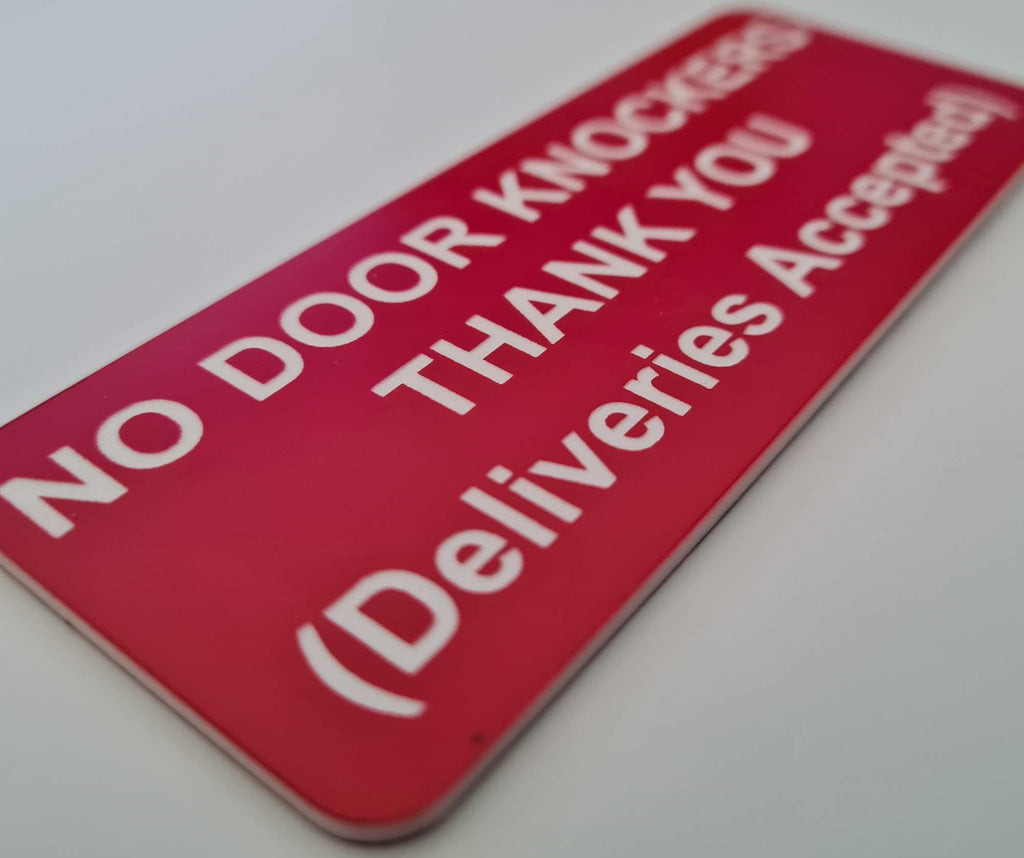 NO DOOR KNOCKERS
THANK YOU
(Deliveries Accepted)